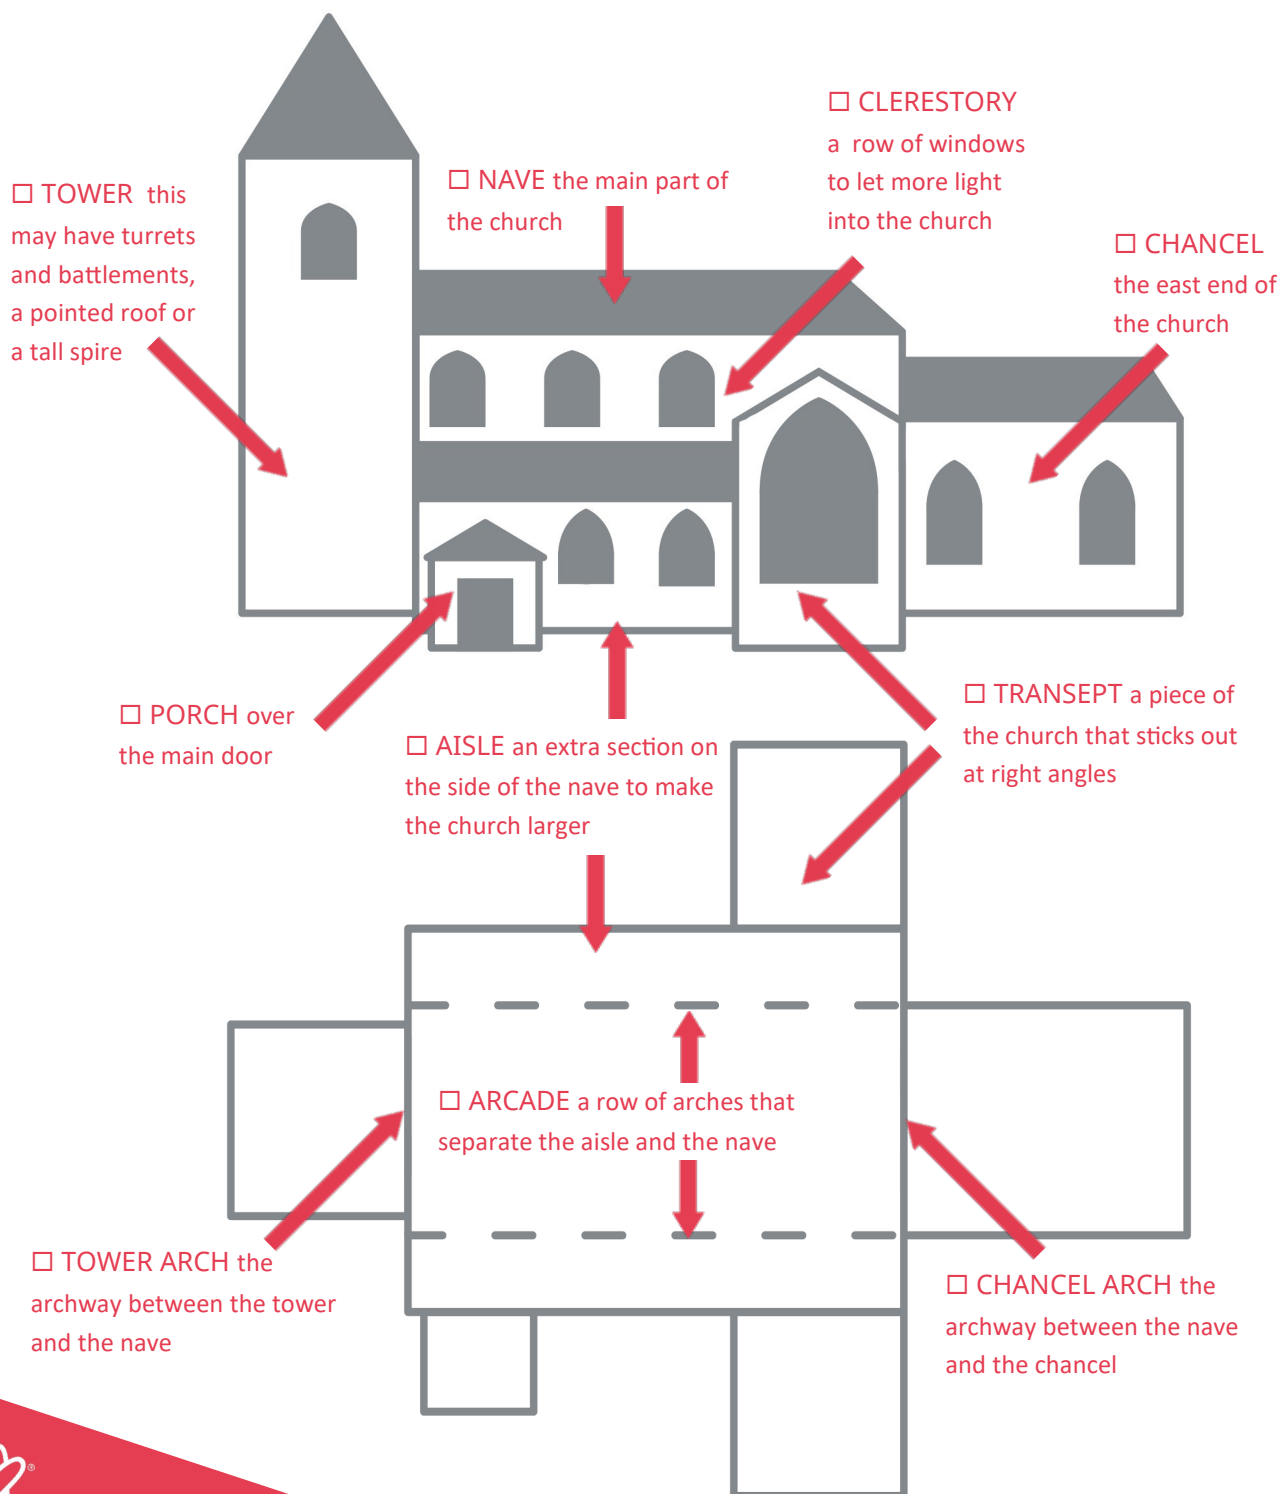 ☐ CLERESTORY
a row of windows
to let more light
into the church
☐ NAVE the main part of
the church
☐ TOWER this
may have turrets
and battlements,
a pointed roof or
a tall spire
☐ CHANCEL
the east end of
the church
☐ PORCH over
the main door
☐ AISLE an extra section on
the side of the nave to make
the church larger
☐ TRANSEPT a piece of
the church that sticks out
at right angles
☐ ARCADE a row of arches that
separate the aisle and the nave
☐ TOWER ARCH the
archway between the tower
and the nave
☐ CHANCEL ARCH the
archway between the nave
and the chancel
®